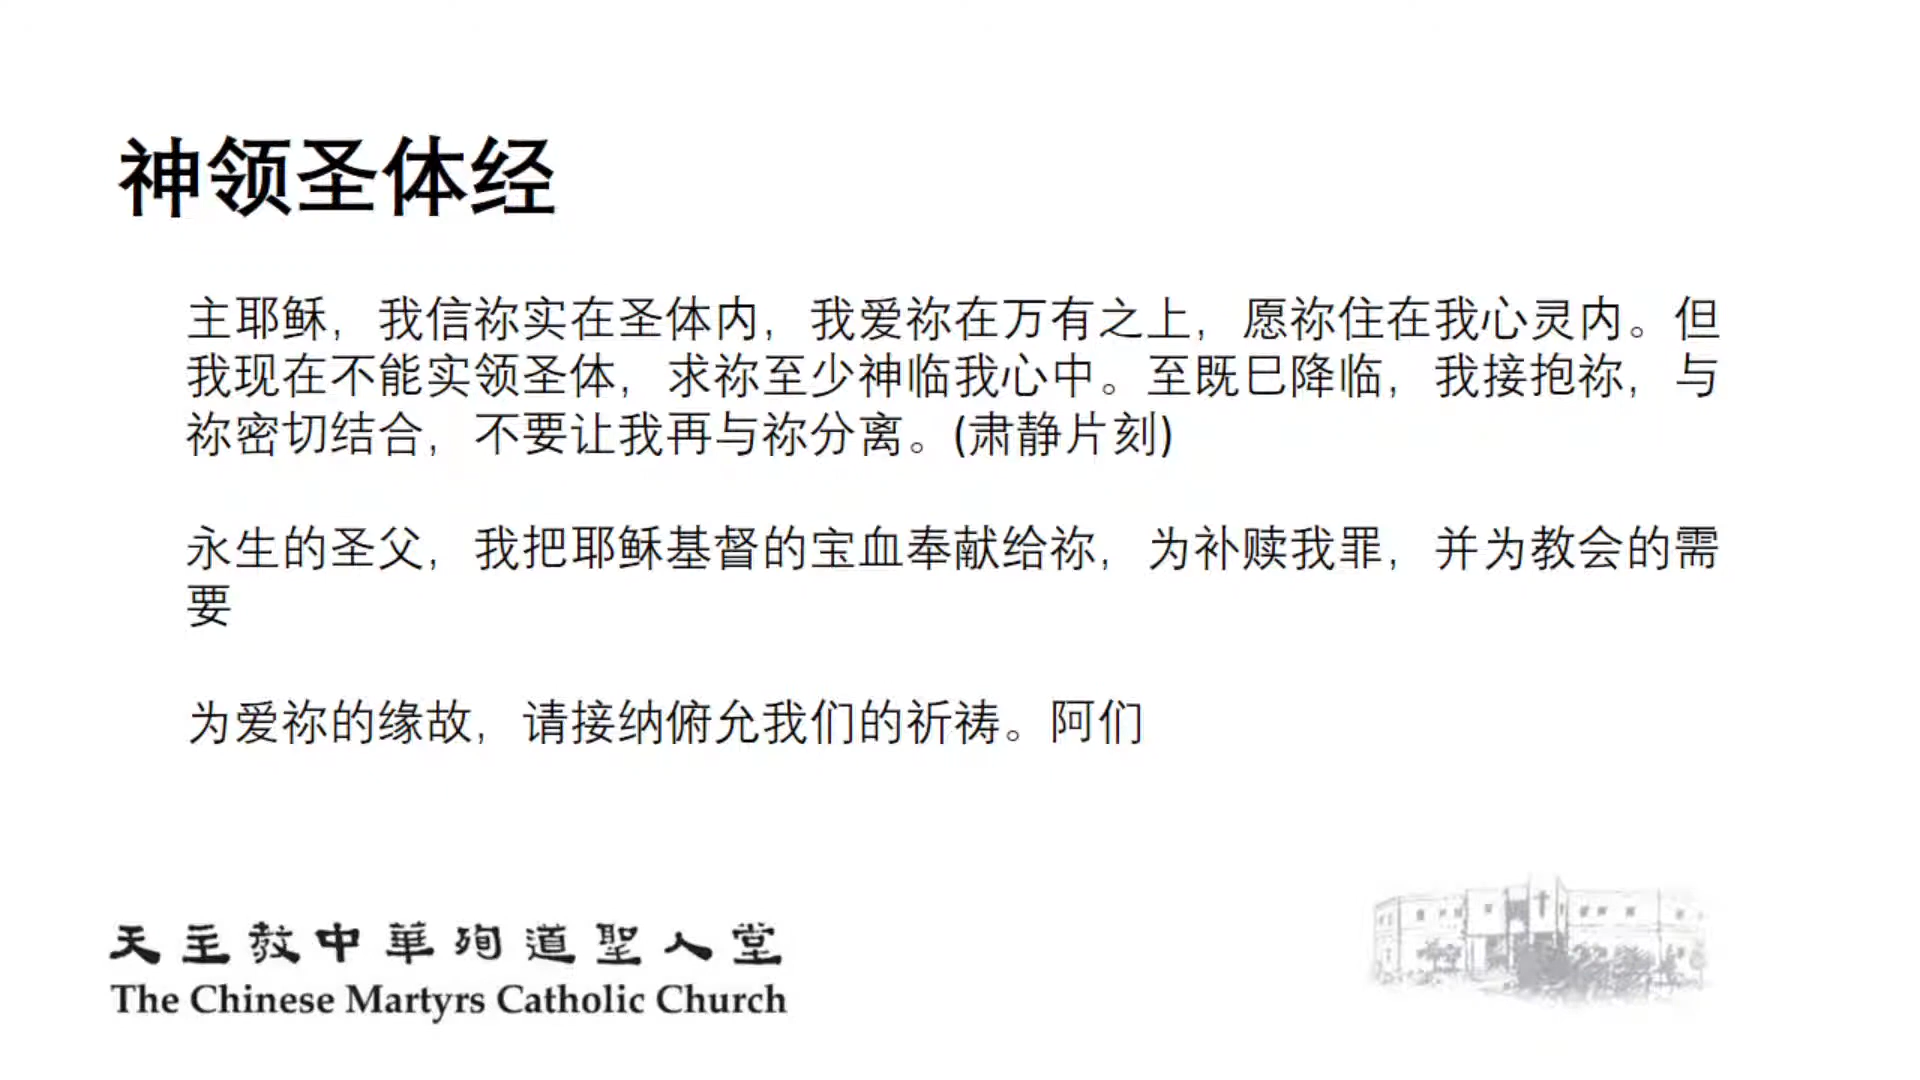 神领圣体经
主耶稣，我信祢实在圣体内，我爱祢在万有之上，愿祢住在我心灵内。但
我现在不能实领圣体，求祢至少神临我心中。至既巳降临，我接抱祢，与
祢密切结合，不要让我再与祢分离。(肃静片刻)
永生的圣父，我把耶稣基督的宝血奉献给祢，为补赎我罪，并为教会的需
要
为爱祢的缘故，请接纳俯允我们的祈祷。阿们
天主教中華殉道聖人堂
The Chinese Martyrs Catholic Church